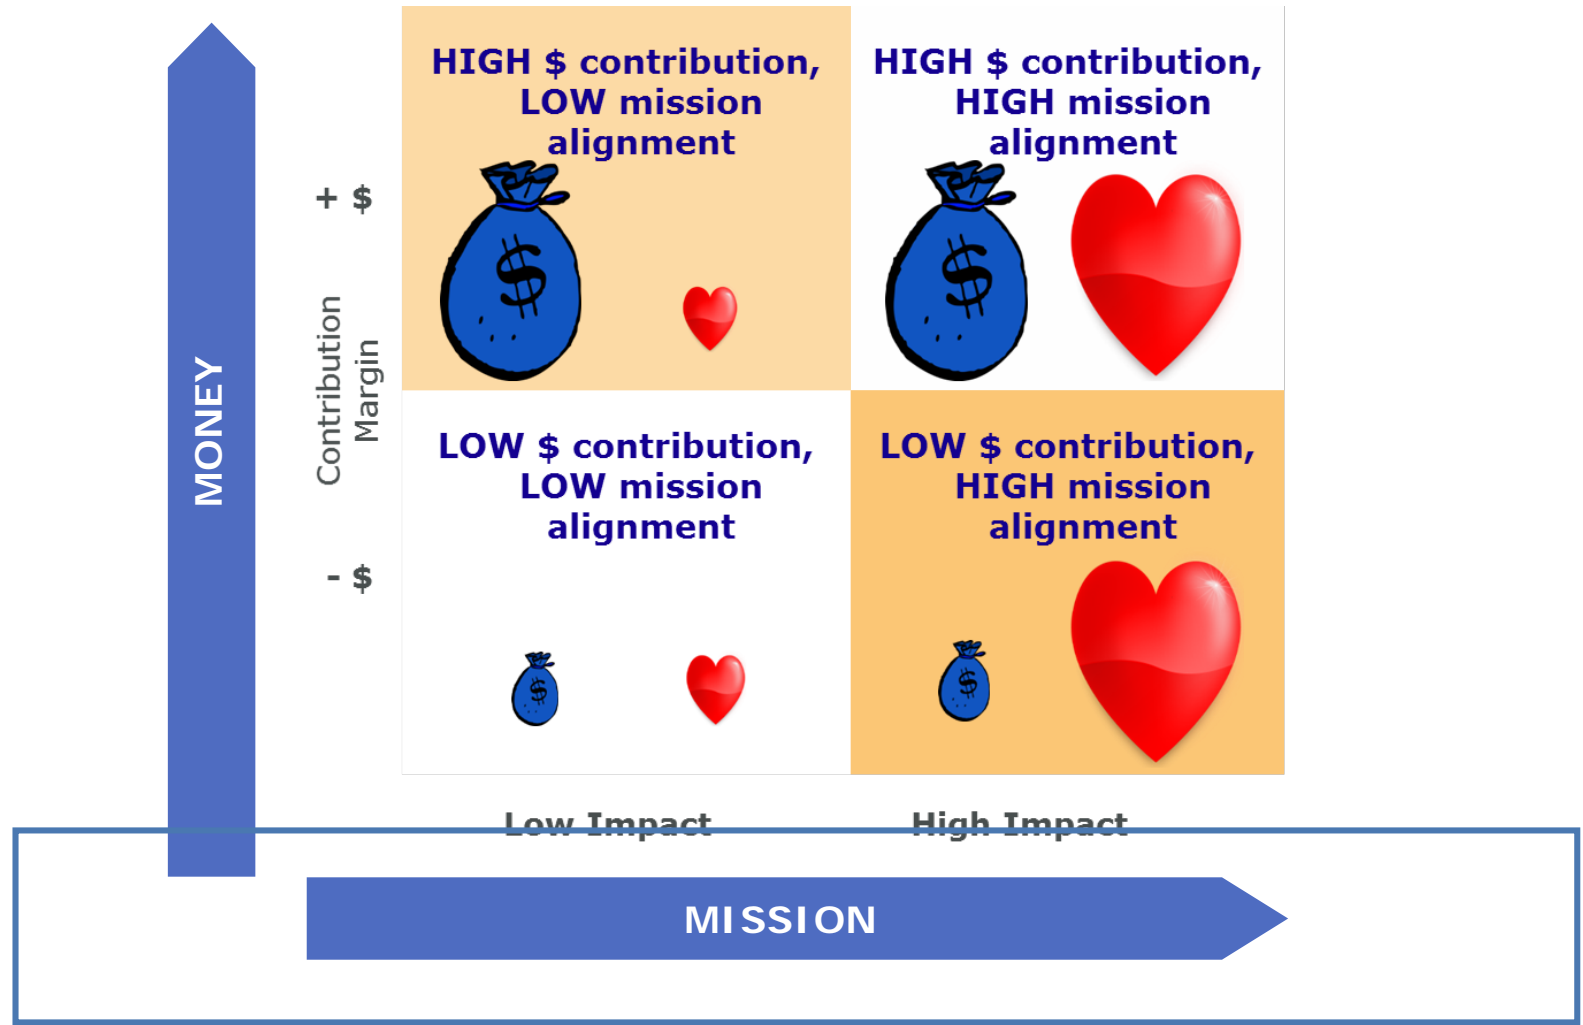 HIGH $ contribution,
LOW mission
alignment
HIGH $ contribution,
HIGH mission
alignment
+ $
$
$
MONEY
Contribution
Margin
LOW $ contribution,
LOW mission
alignment
LOW $ contribution,
HIGH mission
alignment
- $
$
$
Low Impact
High Impact
MISSION